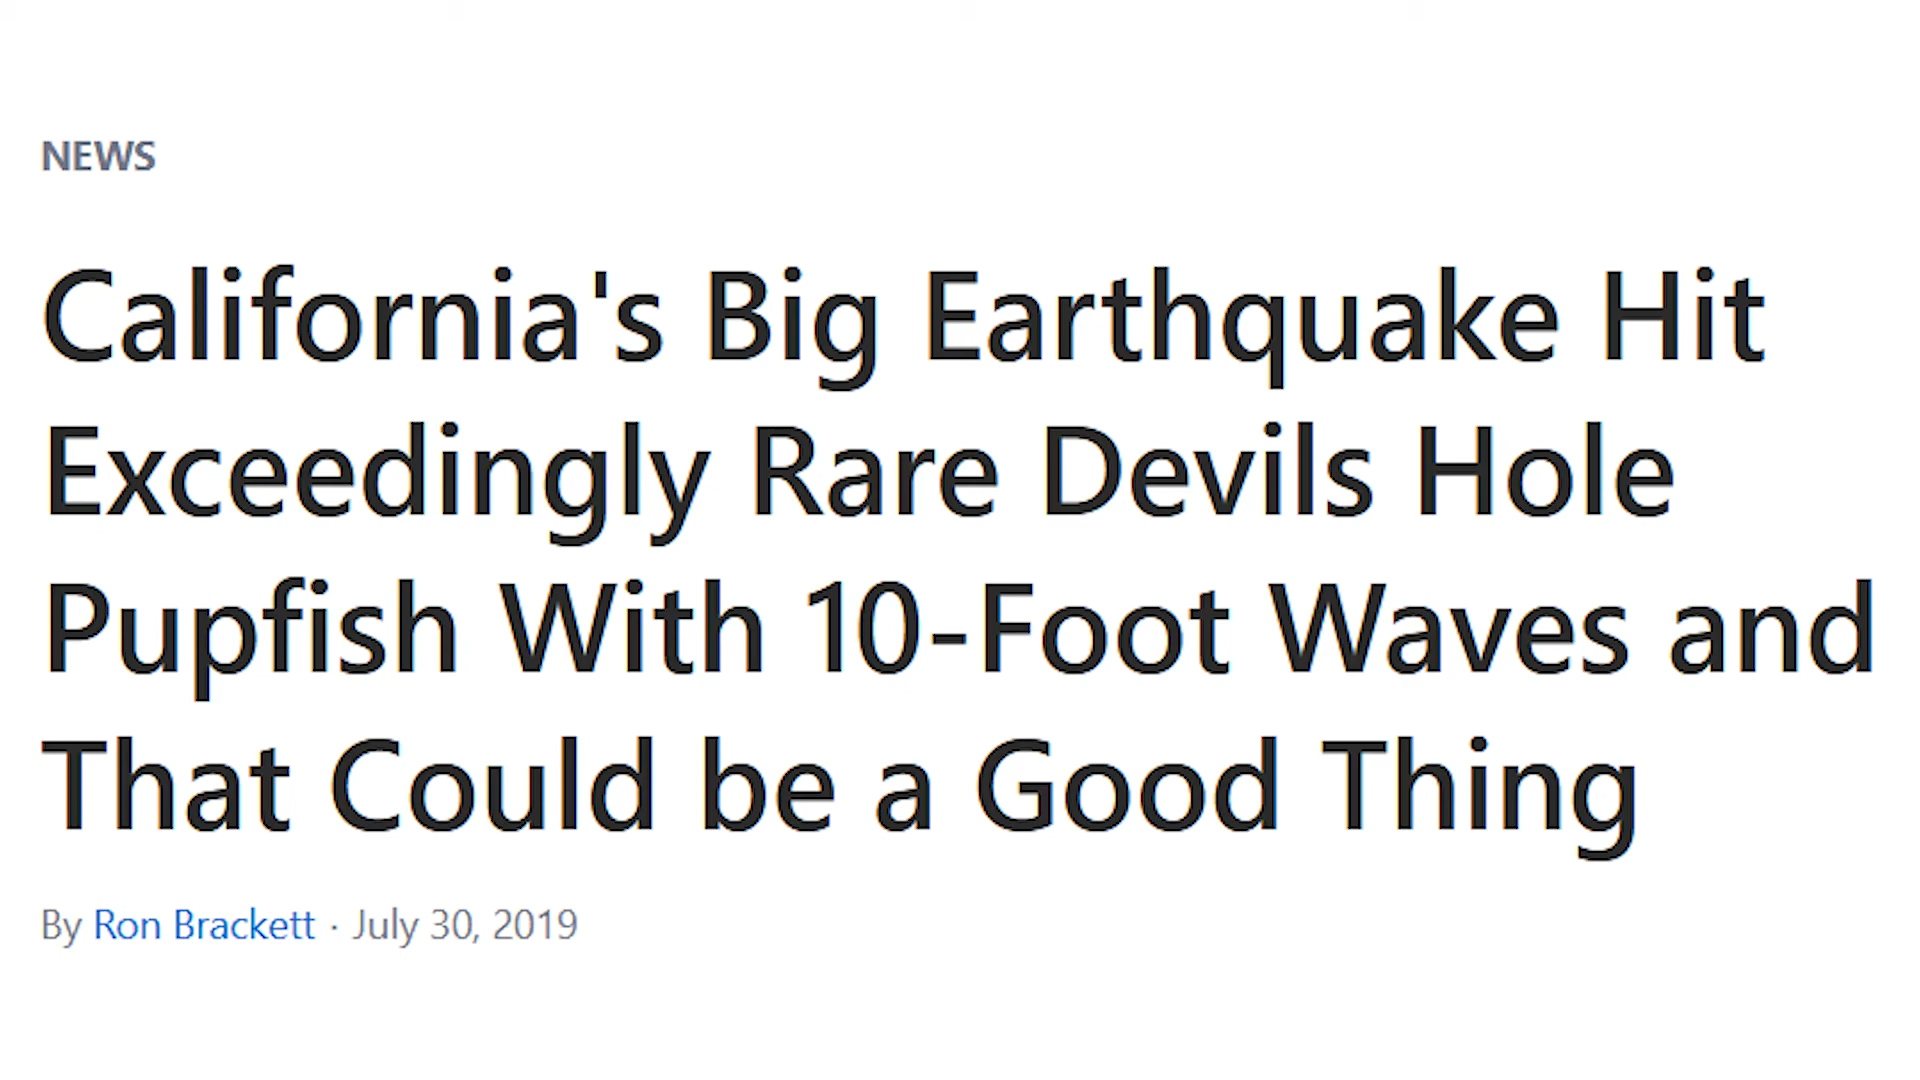 NEWS
California's Big Earthquake Hit
Exceedingly Rare Devils Hole
Pupfish With 10-Foot Waves and
That Could be a Good Thing
By Ron Brackett · July 30, 2019